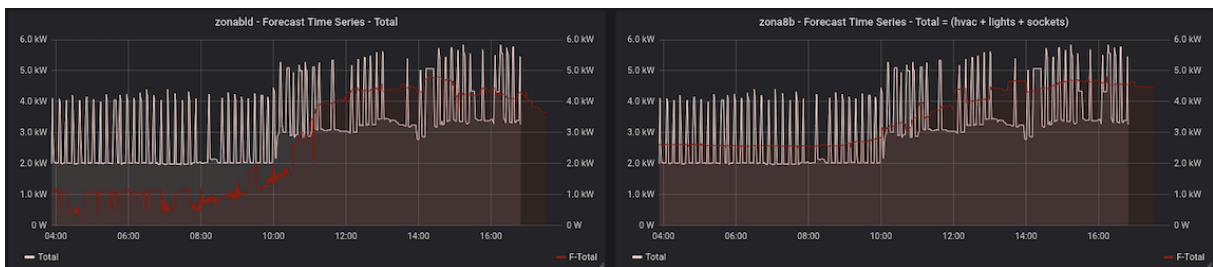 zonabld - Forecast Time Series - Total
6.0 kW 6.0 kW
5.0 kW 5.0 kW
4.0 kW 4.0 kW
3.0 kW 3.0 kW
2.0 kW 2.0 kW
1.0 kW 1.0 kW
0 W 0 W
04:00 06:00 08:00 10:00 12:00 14:00 16:00
Total F-Total
zona8b - Forecast Time Series - Total = (hvac + lights + sockets)
6.0 kW 6.0 kW
5.0 kW 5.0 kW
4.0 kW 4.0 kW
3.0 kW 3.0 kW
2.0 kW 2.0 kW
1.0 kW 1.0 kW
0 W 0 W
04:00 06:00 08:00 10:00 12:00 14:00 16:00
Total F-Total